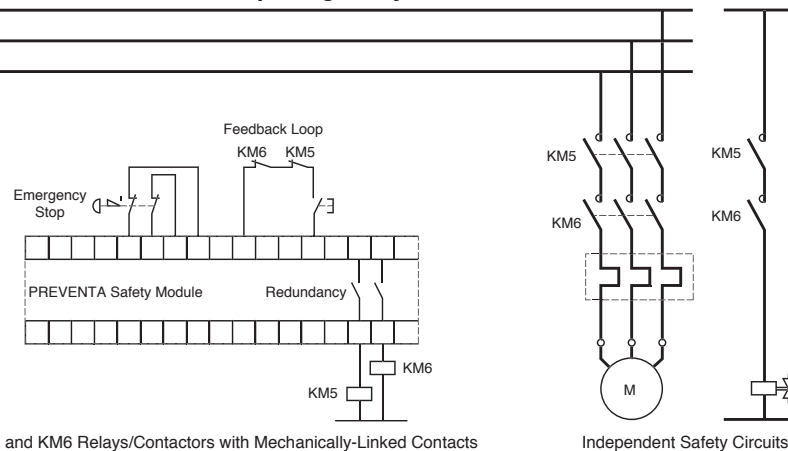 Feedback Loop
KM6 KM5
Emergency
Stop
PREVENTA Safety Module
Redundancy
KM6
KM5
KM5
KM6
M
KM5
KM6
and KM6 Relays/Contactors with Mechanically-Linked Contacts
Independent Safety Circuits